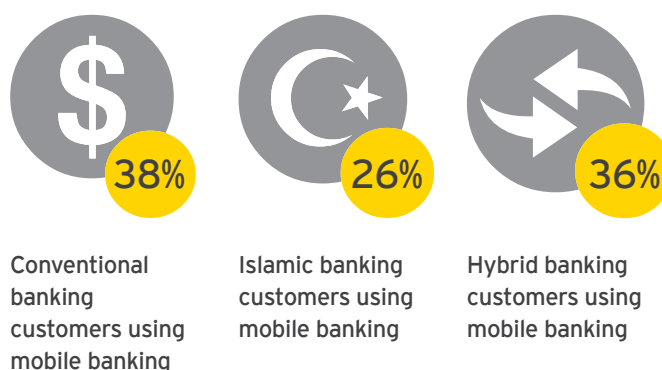 $
38%
Conventional
banking
customers using
mobile banking
26%
Islamic banking
customers using
mobile banking
36%
Hybrid banking
customers using
mobile banking